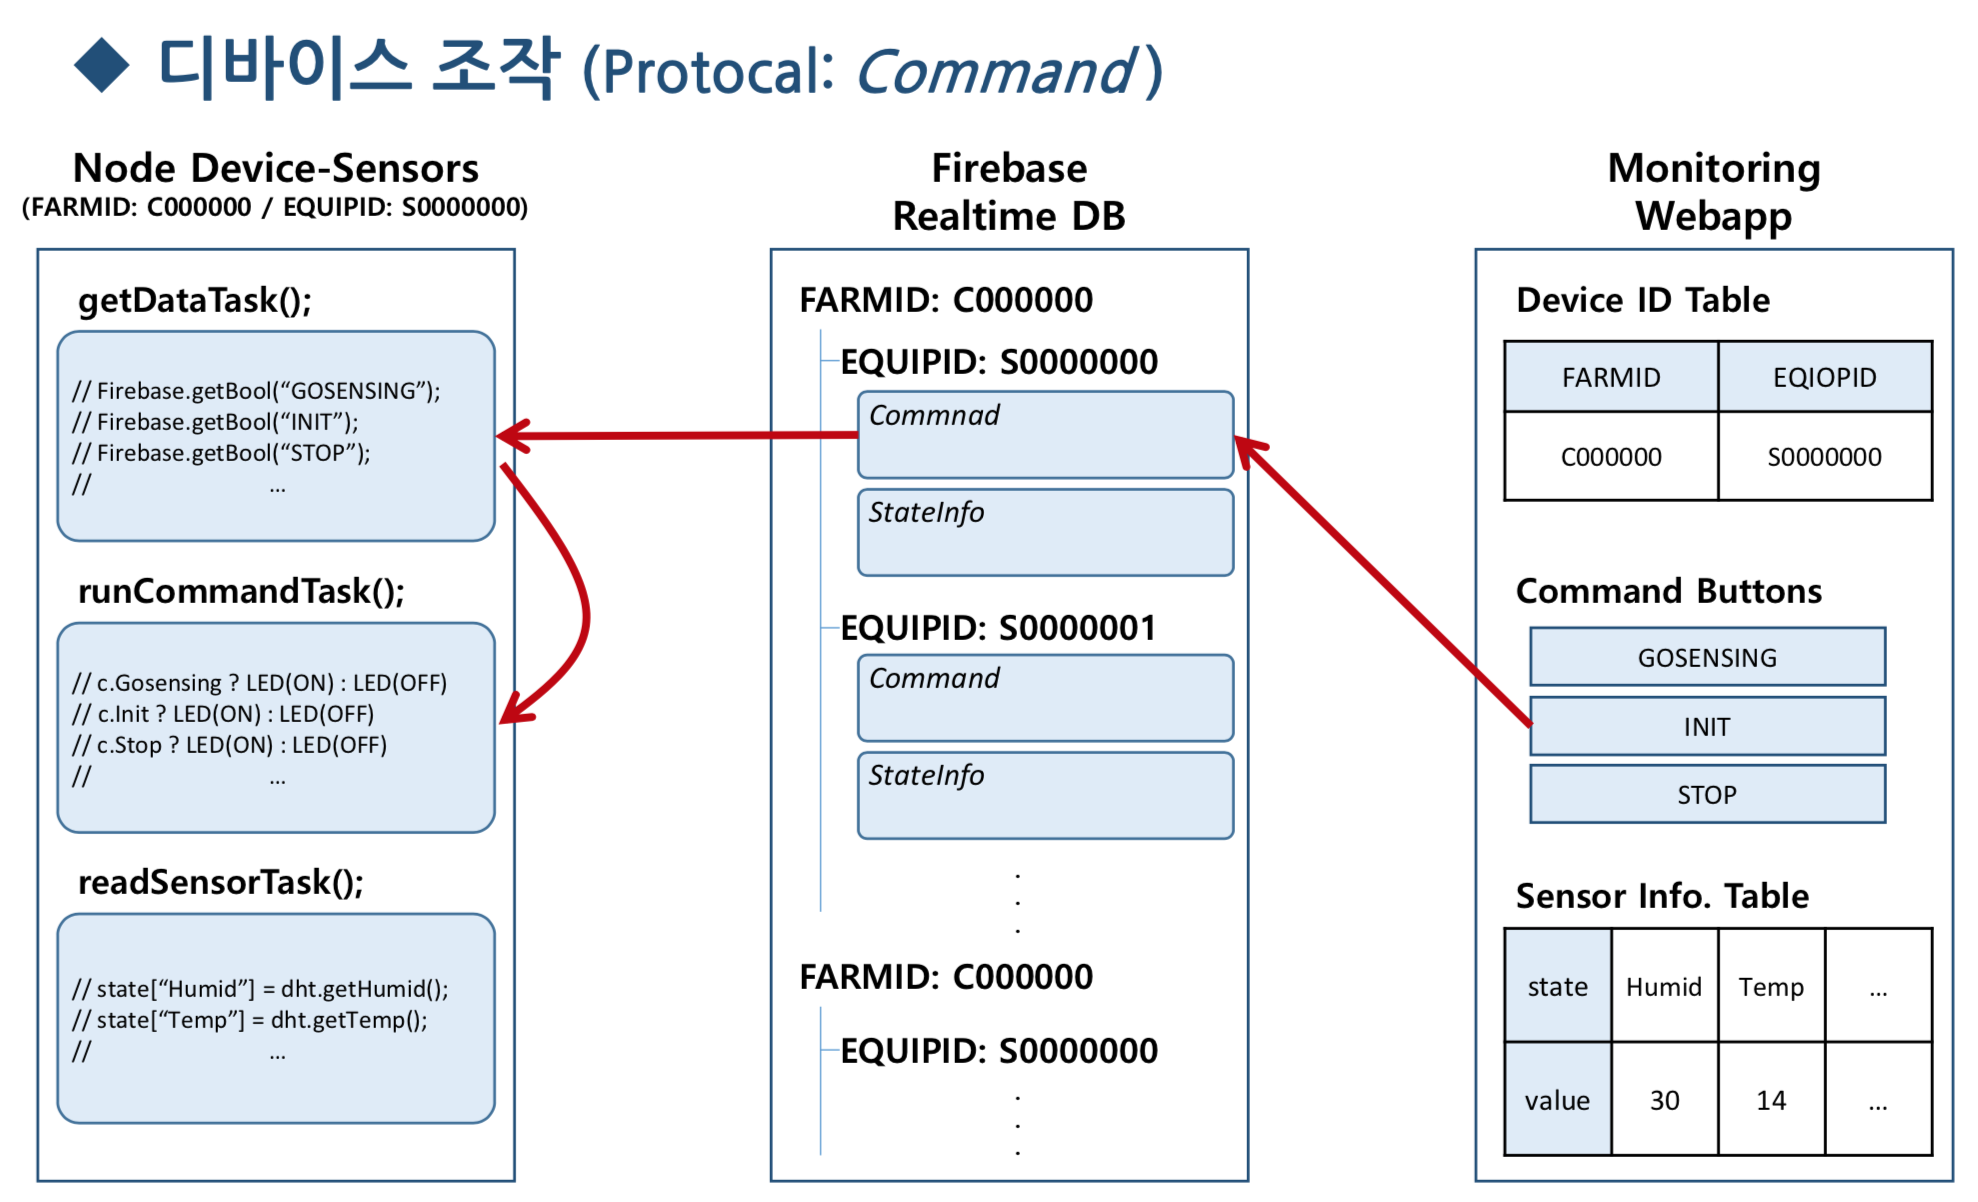 ◆ 디바이스 조작 (Protocal: Command)
Node Device-Sensors
(FARMID: C000000 / EQUIPID: S0000000)
getDataTask();
// Firebase.getBool(“GOSENSING”);
// Firebase.getBool(“INIT”);
// Firebase.getBool(“STOP”);
// ...
runCommandTask();
// c.Gosensing ? LED(ON) : LED(OFF)
// c.Init ? LED(ON) : LED(OFF)
// c.Stop ? LED(ON) : LED(OFF)
// ...
readSensorTask();
// state[“Humid”] = dht.getHumid();
// state[“Temp”] = dht.getTemp();
// ...
Firebase
Realtime DB
FARMID: C000000
EQUIPID: S0000000
Commnad
StateInfo
EQUIPID: S0000001
Command
StateInfo
.
.
.
FARMID: C000000
EQUIPID: S0000000
.
.
.
Monitoring
Webapp
Device ID Table
FARMID EQIOPID
C000000 S0000000
Command Buttons
GOSENSING
INIT
STOP
Sensor Info. Table
state Humid Temp ...
value 30 14 ...